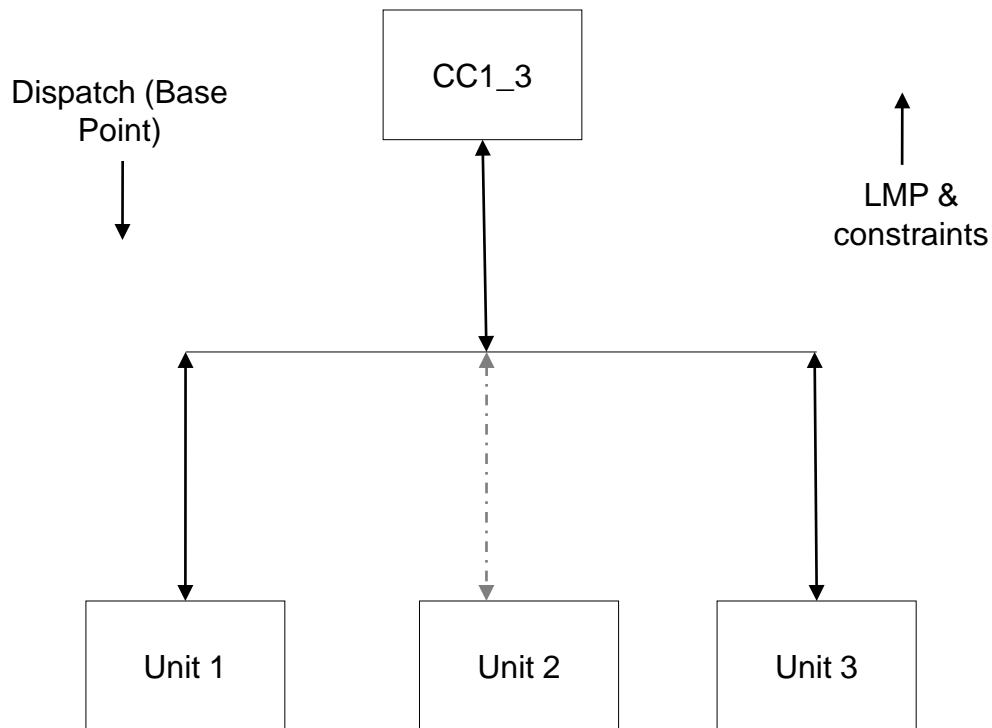 CC1_3
Dispatch (Base
Point)
LMP &
constraints
Unit 1
Unit 2
Unit 3